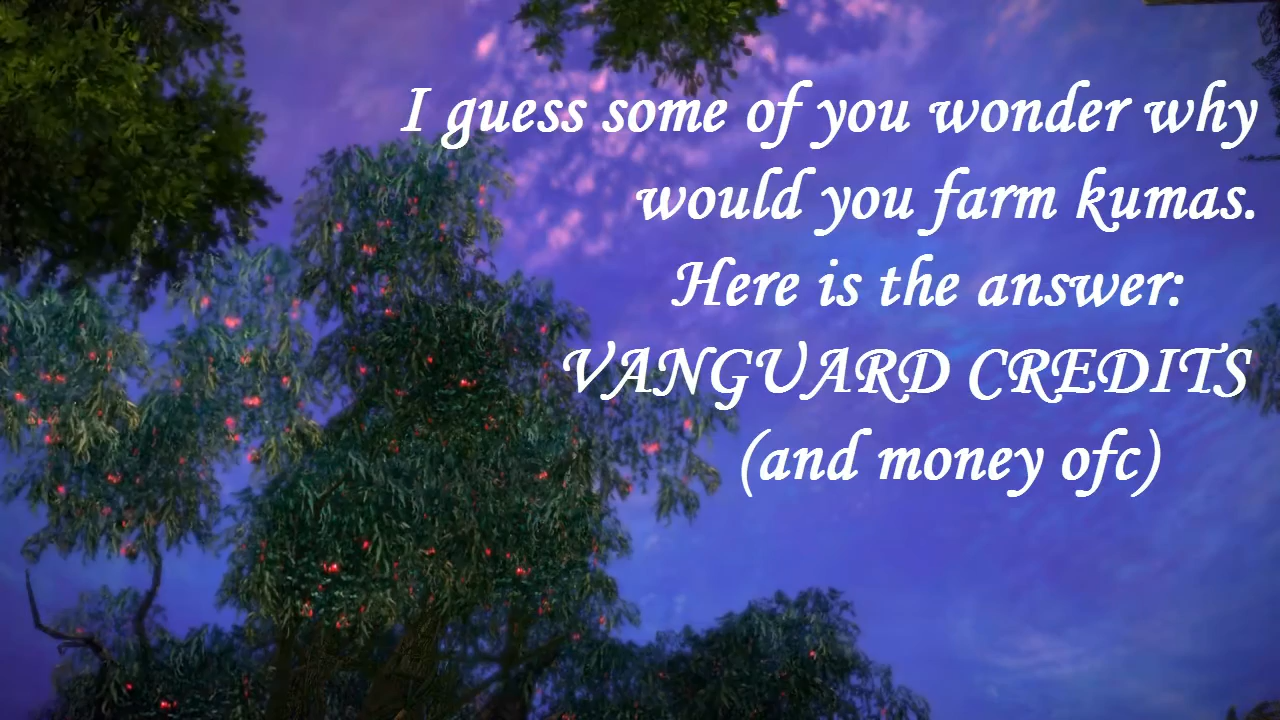 I guess some of you wonder why
would you farm kumas.
Here is the answer:
VANGUARD CREDITS
(and money ofc)